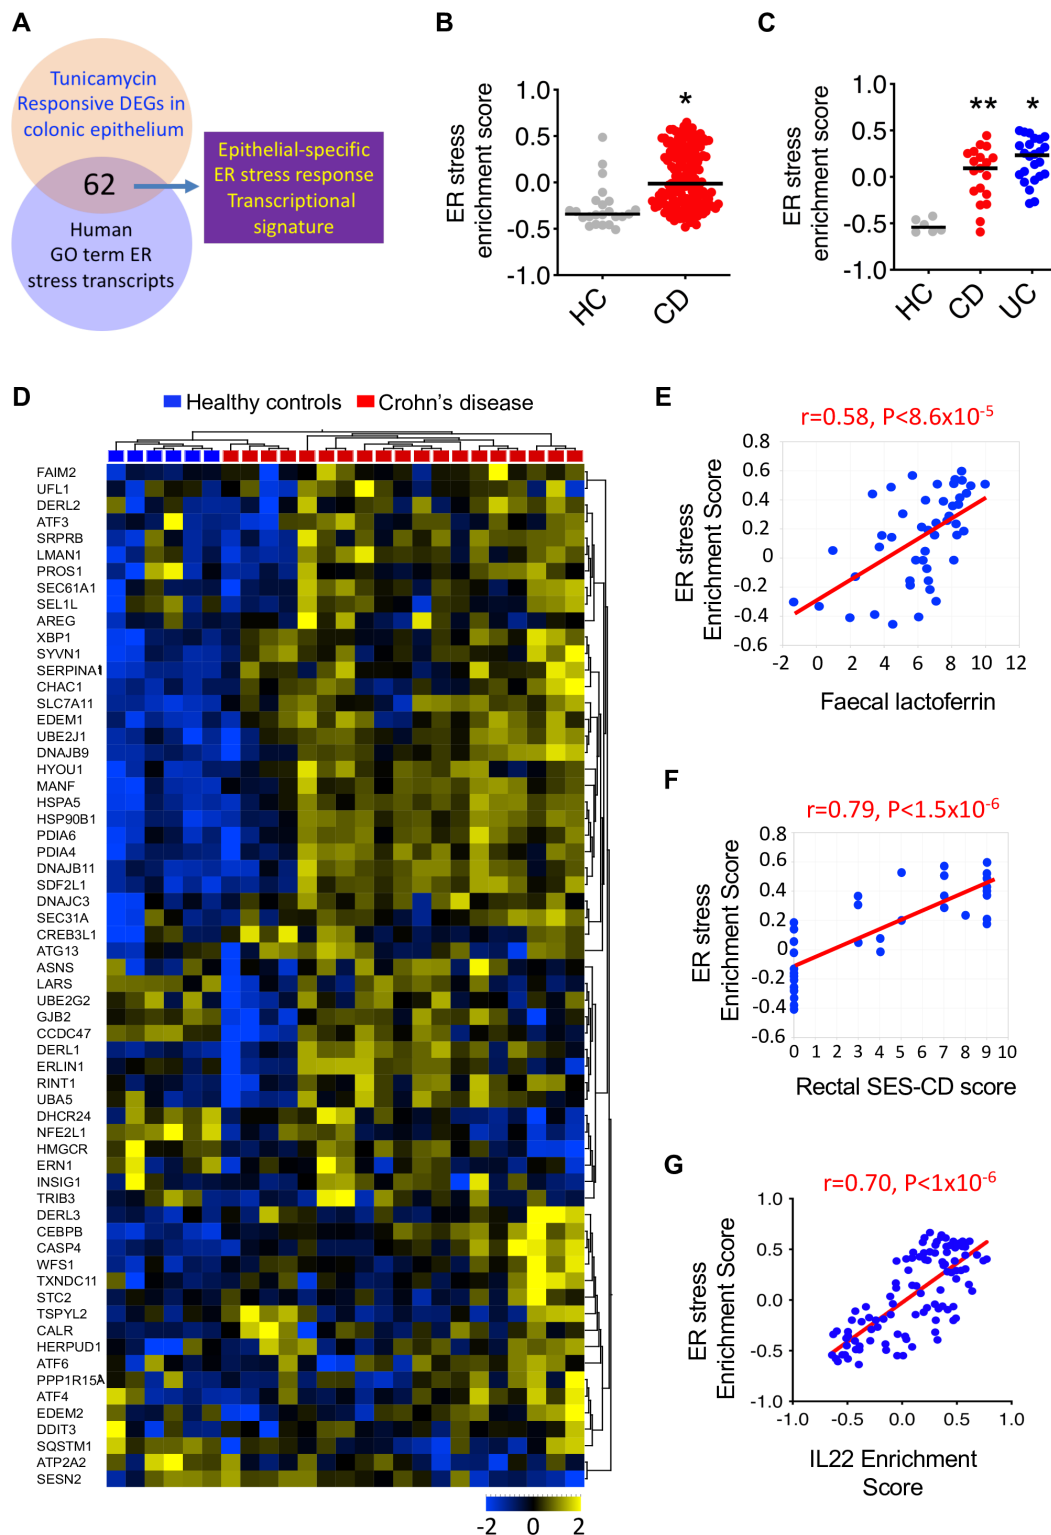 A
Tunicamycin
Responsive DEGs in
colonic epithelium
62
Human
GO term ER
stress transcripts
Epithelial-specific
ER stress response
Transcriptional
signature
B
ER stress
enrichment score
1.0
0.5
0.0
-0.5
-1.0
*
HC
CD
C
ER stress
enrichment score
1.0
0.5
0.0
-0.5
-1.0
**
*
HC
CD
UC
D
Healthy controls
Crohn's disease
FAIM2
UFL1
DERL2
ATF3
SRPRB
LMAN1
PROS1
SEC61A1
SEL1L
AREG
XBP1
SYVN1
SERPINA1
CHAC1
SLC7A11
EDEM1
UBE2J1
DNAJB9
HYOU1
MANF
HSPA5
HSP90B1
PDIA6
PDIA4
DNAJB11
SDF2L1
DNAJC3
SEC31A
CREB3L1
ATG13
ASNS
LARS
UBE2G2
GJB2
CCDC47
DERL1
ERLIN1
RINT1
UBA5
DHCR24
NFE2L1
HMGCR
ERN1
INSIG1
TRIB3
DERL3
CEBPB
CASP4
WFS1
TXNDC11
STC2
TSPYL2
CALR
HERPUD1
ATF6
PPP1R15A
ATF4
EDEM2
DDIT3
SQSTM1
ATP2A2
SESN2
-2 0 2
E
r=0.58, P<8.6x10-5
ER stress
Enrichment Score
0.8
0.6
0.4
0.2
0
-0.2
-0.4
-0.6
-2 0 2 4 6 8 10 12
Faecal lactoferrin
F
r=0.79, P<1.5x10-6
ER stress
Enrichment Score
0.8
0.6
0.4
0.2
0
-0.2
-0.4
-0.6
0 1 2 3 4 5 6 7 8 9 10
Rectal SES-CD score
G
r=0.70, P<1x10-6
ER stress
Enrichment Score
1.0
0.5
0.0
-0.5
-1.0
-1.0 -0.5 0.0 0.5 1.0
IL22 Enrichment
Score